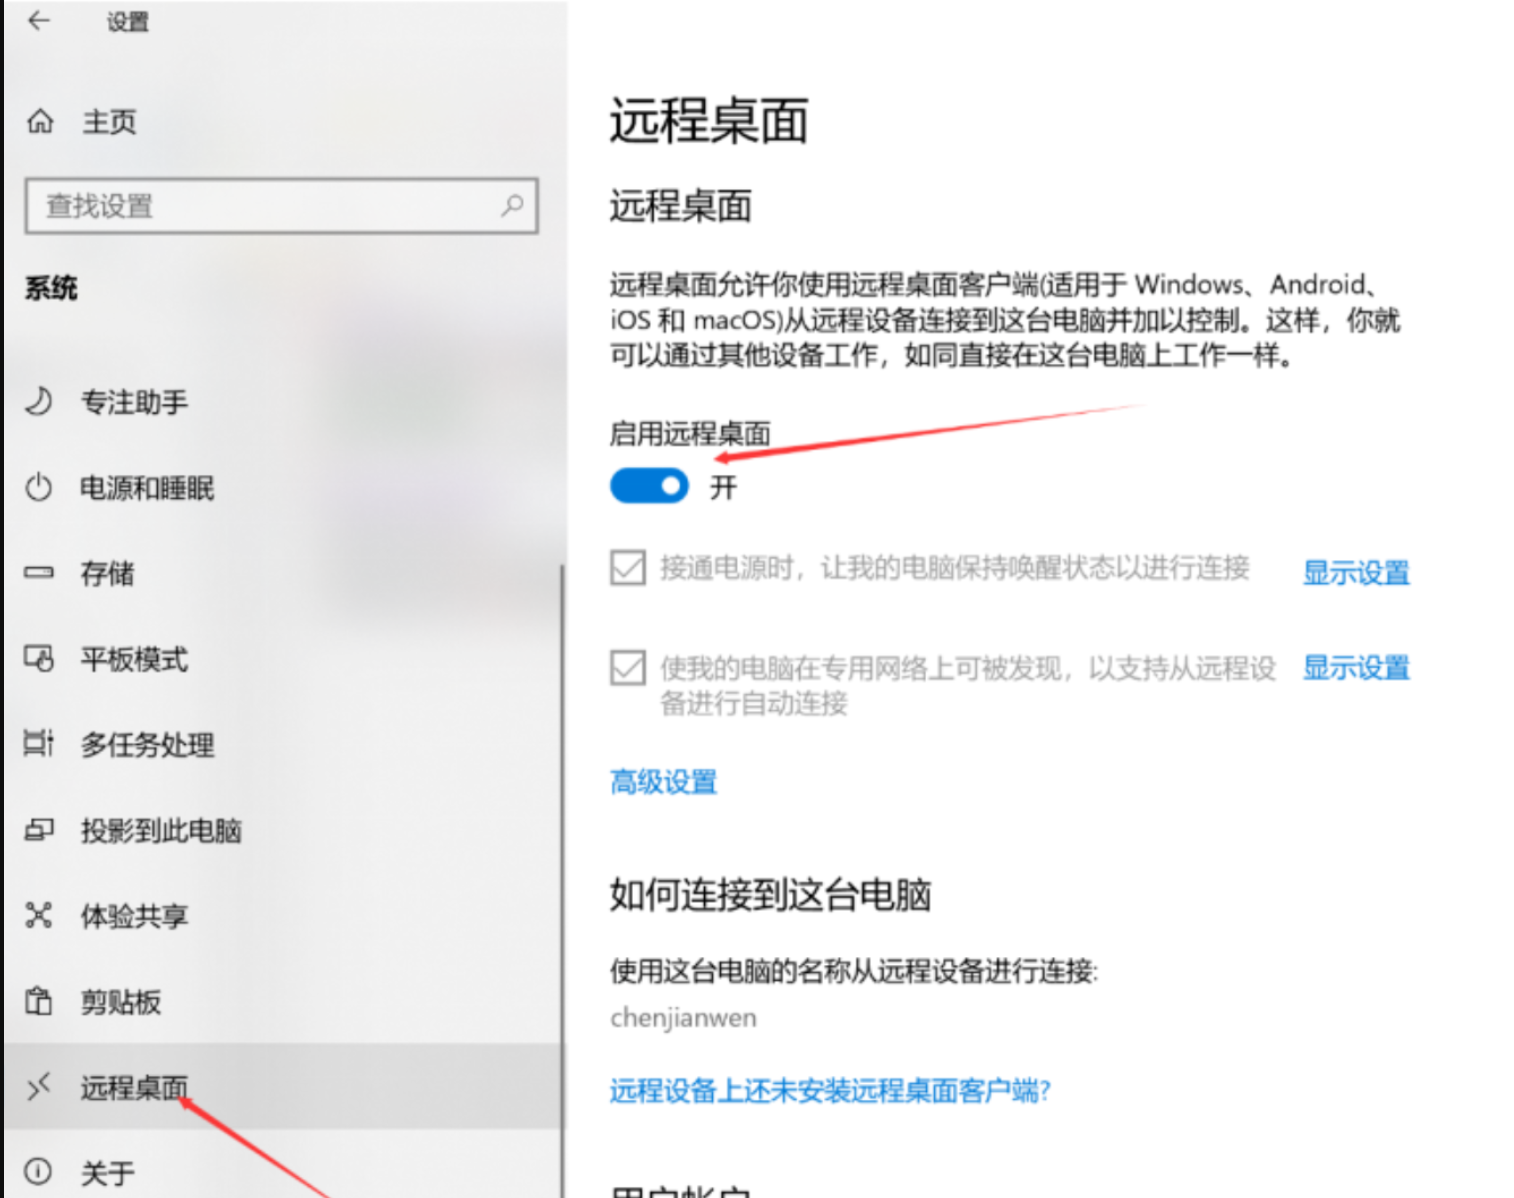 设置
主页
查找设置
系统
专注助手
电源和睡眠
存储
平板模式
多任务处理
投影到此电脑
体验共享
剪贴板
远程桌面
关于
远程桌面
远程桌面
远程桌面允许你使用远程桌面客户端(适用于 Windows、Android、
iOS 和 macOS)从远程设备连接到这台电脑并加以控制。这样，你就
可以通过其他设备工作，如同直接在这台电脑上工作一样。
启用远程桌面
开
接通电源时，让我的电脑保持唤醒状态以进行连接
显示设置
使我的电脑在专用网络上可被发现，以支持从远程设
备进行自动连接
显示设置
高级设置
如何连接到这台电脑
使用这台电脑的名称从远程设备进行连接:
chenjianwen
远程设备上还未安装远程桌面客户端?
用户帐户